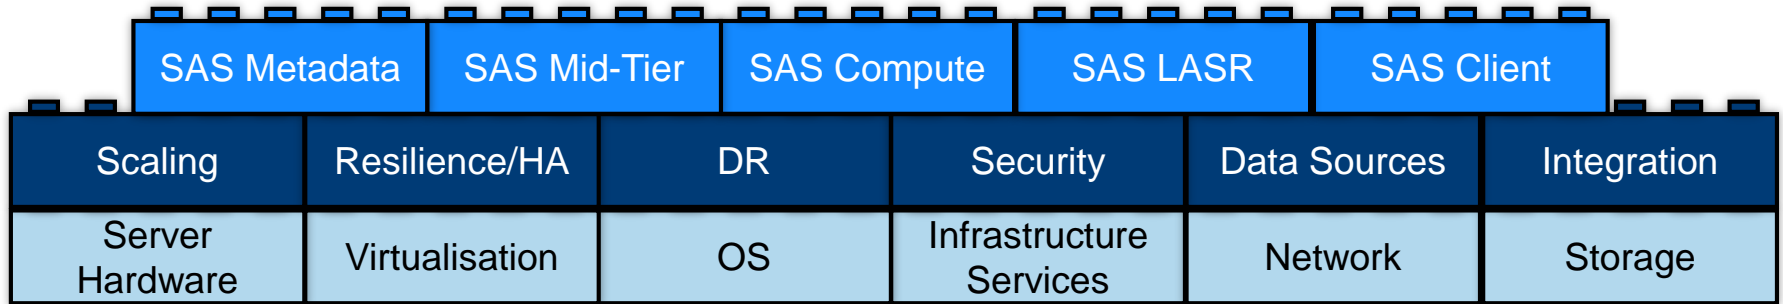 SAS Metadata
SAS Mid-Tier
SAS Compute
SAS LASR
SAS Client
Scaling
Resilience/HA
DR
Security
Data Sources
Integration
Server
Hardware
Virtualisation
OS
Infrastructure
Services
Network
Storage